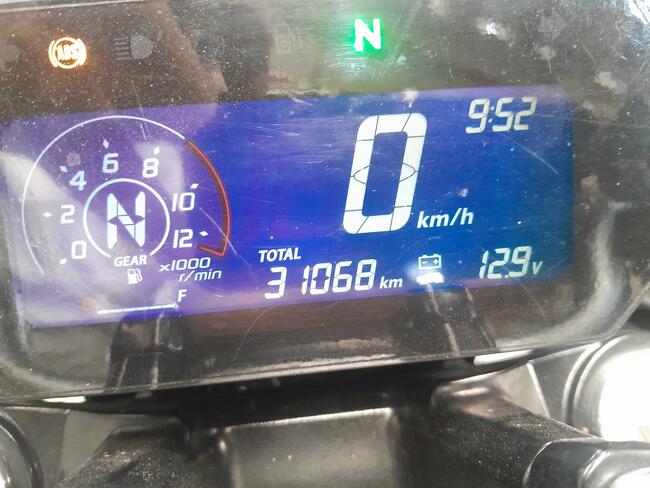 ABS
N
9:52
0 km/h
0 2 4 6 8 10 12
N
GEAR
x1000
r/min
F
TOTAL
31068 km
12.9 v